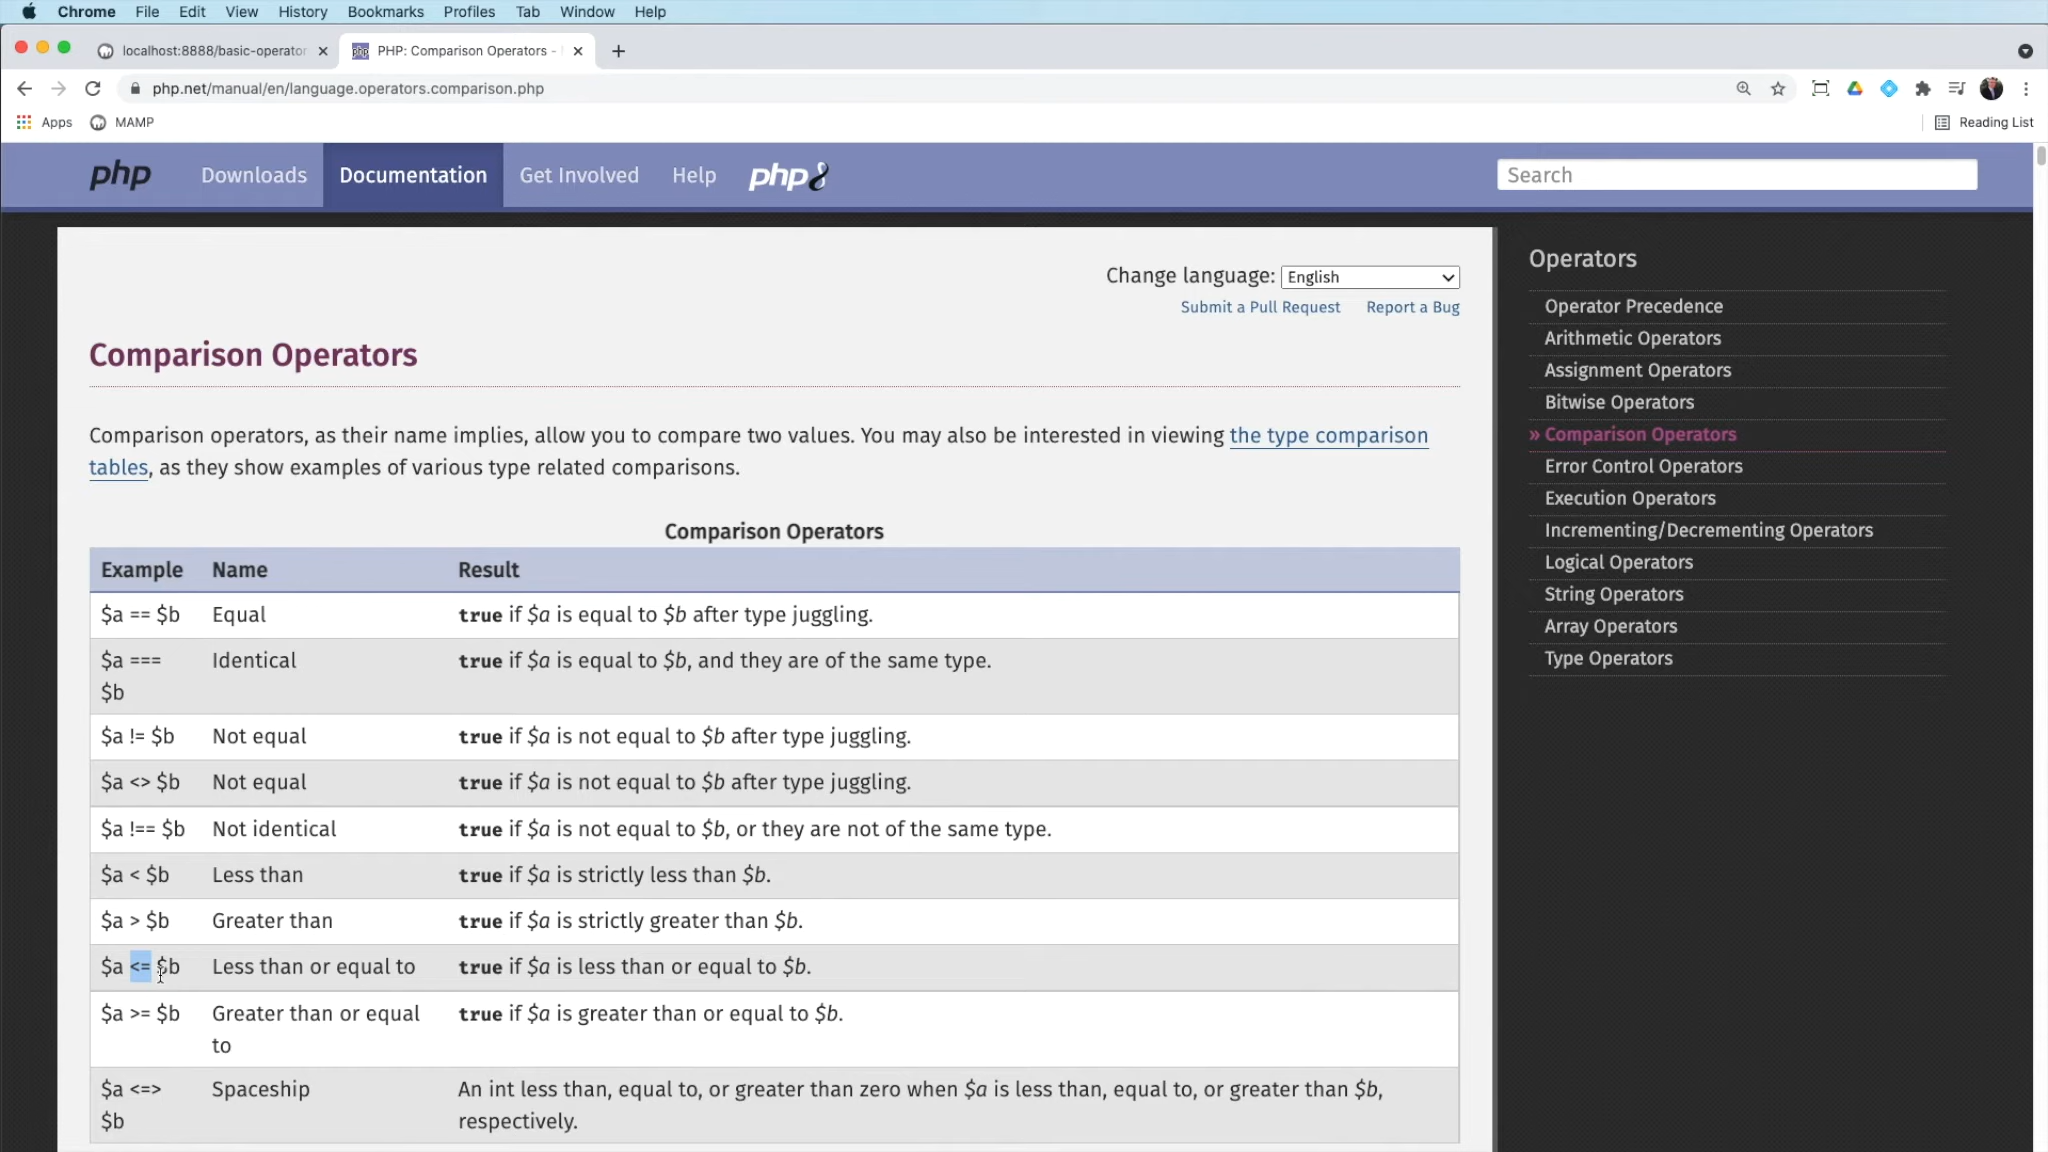 Chrome File Edit View History Bookmarks Profiles Tab Window Help
localhost:8888/basic-operator
PHP: Comparison Operators -
php.net/manual/en/language.operators.comparison.php
Apps MAMP Reading List
php Downloads Documentation Get Involved Help php8 Search
Change language: English
Submit a Pull Request Report a Bug
Comparison Operators
Comparison operators, as their name implies, allow you to compare two values. You may also be interested in viewing the type comparison
tables, as they show examples of various type related comparisons.
Comparison Operators
Example Name Result
$a == $b Equal true if $a is equal to $b after type juggling.
$a === Identical true if $a is equal to $b, and they are of the same type.
$b
$a != $b Not equal true if $a is not equal to $b after type juggling.
$a <> $b Not equal true if $a is not equal to $b after type juggling.
$a !== $b Not identical true if $a is not equal to $b, or they are not of the same type.
$a < $b Less than true if $a is strictly less than $b.
$a > $b Greater than true if $a is strictly greater than $b.
$a <= $b Less than or equal to true if $a is less than or equal to $b.
$a >= $b Greater than or equal true if $a is greater than or equal to $b.
to
$a <=> Spaceship An int less than, equal to, or greater than zero when $a is less than, equal to, or greater than $b,
$b respectively.
Operators
Operator Precedence
Arithmetic Operators
Assignment Operators
Bitwise Operators
» Comparison Operators
Error Control Operators
Execution Operators
Incrementing/Decrementing Operators
Logical Operators
String Operators
Array Operators
Type Operators